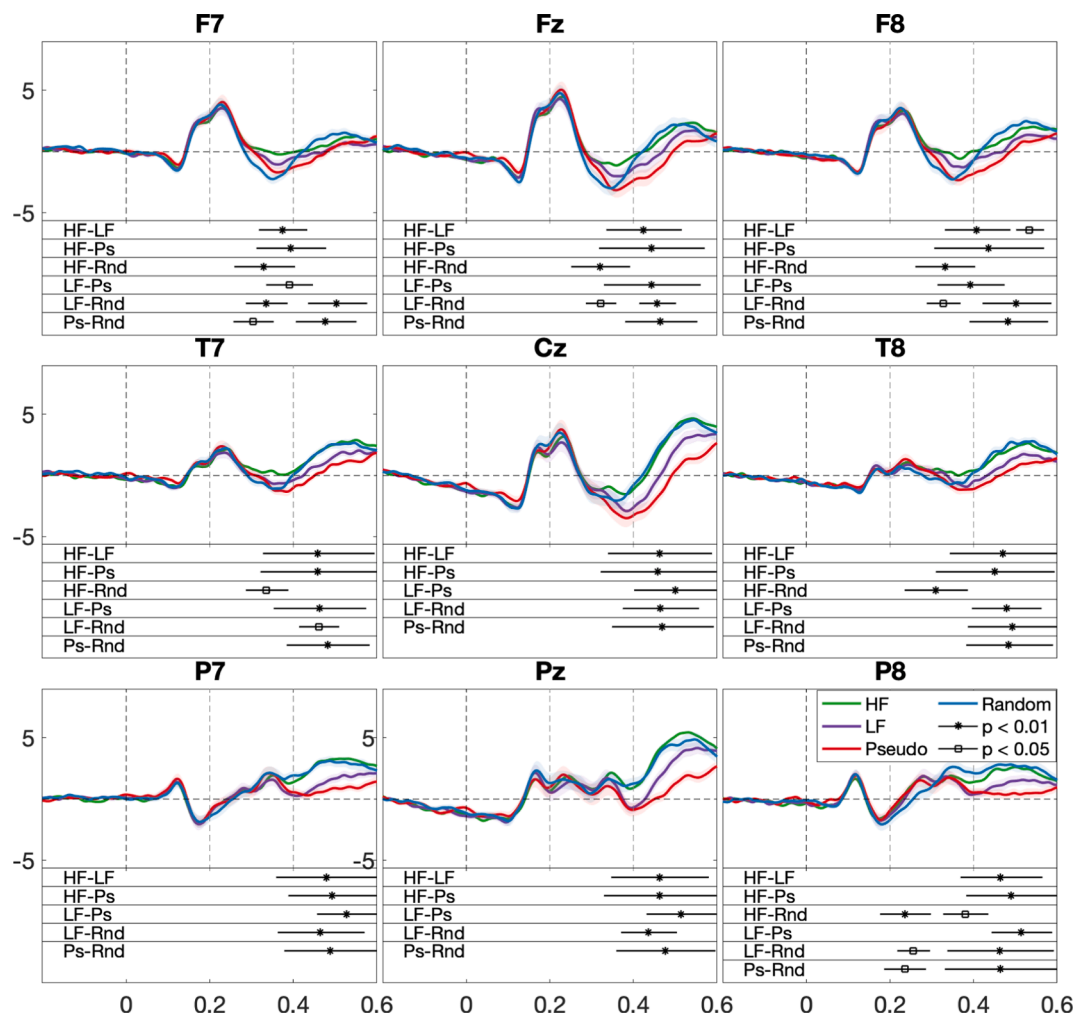 F7 Fz F8
5
-5
HF-LF HF-LF HF-LF
HF-Ps HF-Ps HF-Ps
HF-Rnd HF-Rnd HF-Rnd
LF-Ps LF-Ps LF-Ps
LF-Rnd LF-Rnd LF-Rnd
Ps-Rnd Ps-Rnd Ps-Rnd
T7 Cz T8
5
-5
HF-LF HF-LF HF-LF
HF-Ps HF-Ps HF-Ps
HF-Rnd LF-Ps HF-Rnd
LF-Ps LF-Rnd LF-Ps
LF-Rnd Ps-Rnd LF-Rnd
Ps-Rnd Ps-Rnd
P7 Pz P8
HF Random
LF p < 0.01
Pseudo p < 0.05
5 5
-5 -5
HF-LF HF-LF HF-LF
HF-Ps HF-Ps HF-Ps
LF-Ps LF-Ps HF-Rnd
LF-Rnd LF-Rnd LF-Ps
Ps-Rnd Ps-Rnd LF-Rnd
Ps-Rnd
0 0.2 0.4 0.6 0 0.2 0.4 0.6 0 0.2 0.4 0.6